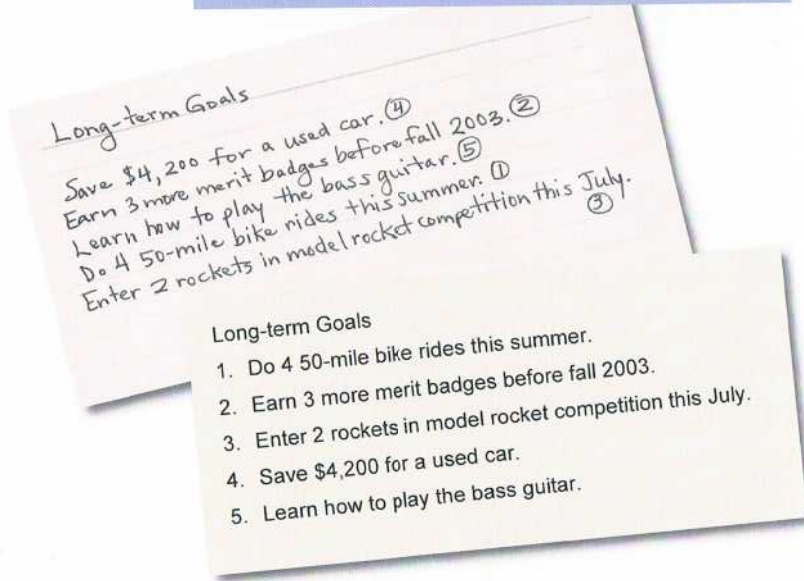 Long-term Goals
Save $4,200 for a used car. ④
Earn 3 more merit badges before fall 2003. ②
Learn how to play the bass guitar. ⑤
Do 4 50-mile bike rides this summer. ①
Enter 2 rockets in model rocket competition this July.
③
Long-term Goals
1. Do 4 50-mile bike rides this summer.
2. Earn 3 more merit badges before fall 2003.
3. Enter 2 rockets in model rocket competition this July.
4. Save $4,200 for a used car.
5. Learn how to play the bass guitar.